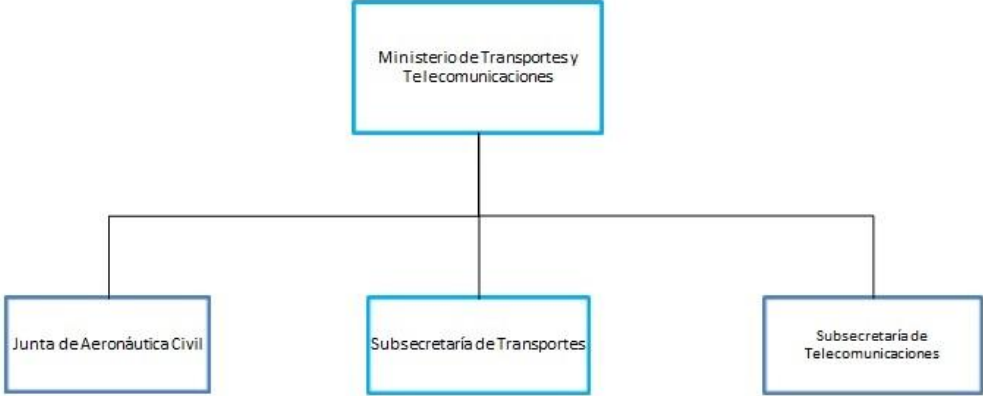 Ministerio de Transportes y
Telecomunicaciones
Junta de Aeronáutica Civil
Subsecretaría de Transportes
Subsecretaría de
Telecomunicaciones